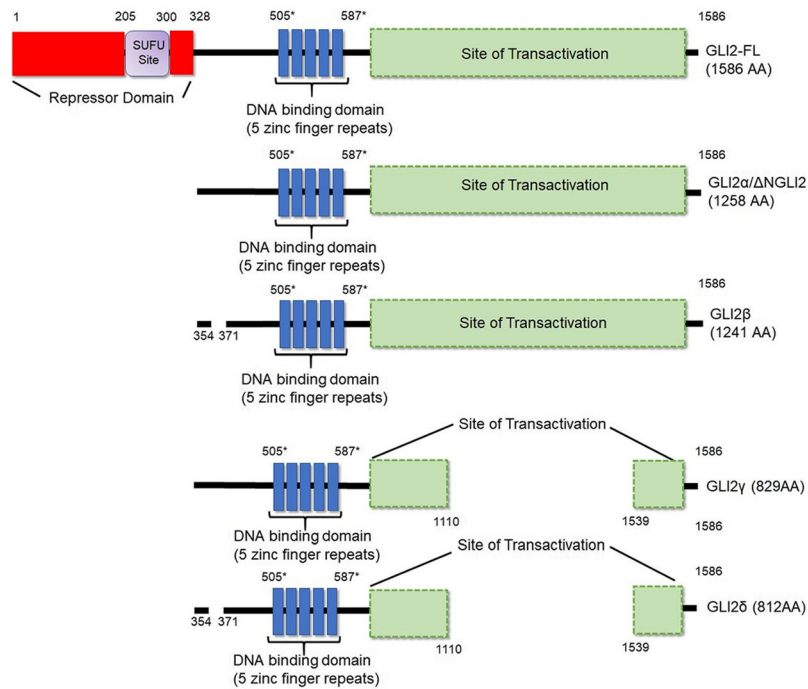 1 205 300 328 505* 587* 1586
SUFU
Site
Site of Transactivation
GLI2-FL
(1586 AA)
Repressor Domain
DNA binding domain
(5 zinc finger repeats)
505* 587* 1586
Site of Transactivation
GLI2α/ΔNGLI2
(1258 AA)
DNA binding domain
(5 zinc finger repeats)
505* 587* 1586
Site of Transactivation
GLI2β
(1241 AA)
354 371
DNA binding domain
(5 zinc finger repeats)
Site of Transactivation
505* 587* 1586
GLI2γ (829AA)
1110 1539 1586
DNA binding domain
(5 zinc finger repeats)
Site of Transactivation
505* 587* 1586
GLI2δ (812AA)
354 371
1110 1539
DNA binding domain
(5 zinc finger repeats)